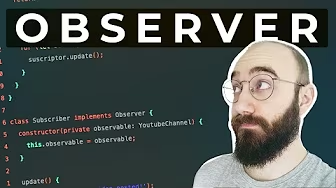 OBSERVER
suscriptor.update();
}
}
}
class Subscriber implements Observer {
constructor(private observable: YoutubeChannel) {
this.observable = observable;
}
update() {